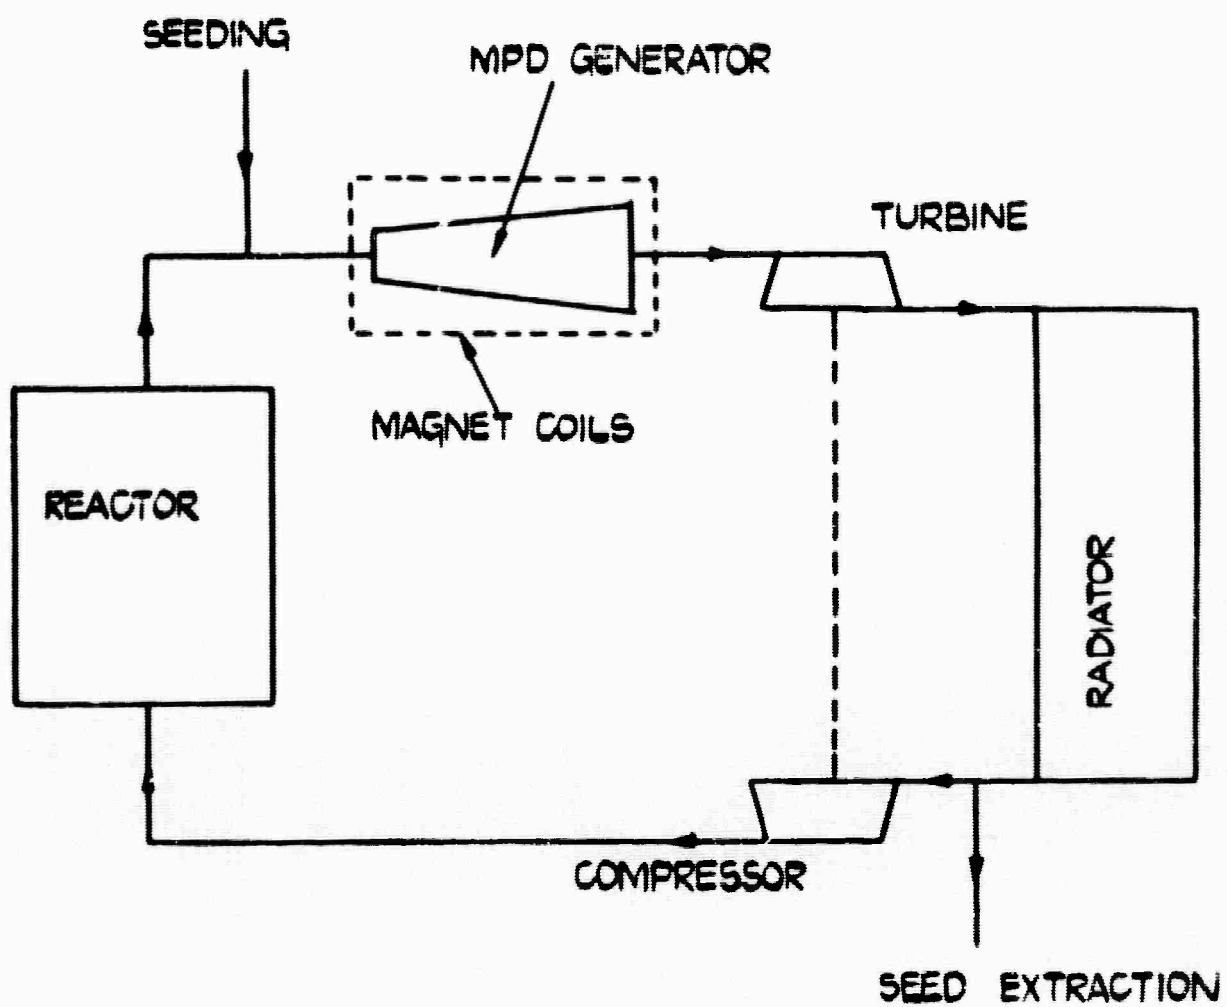 SEEDING
MPD GENERATOR
TURBINE
MAGNET COILS
REACTOR
RADIATOR
COMPRESSOR
SEED EXTRACTION